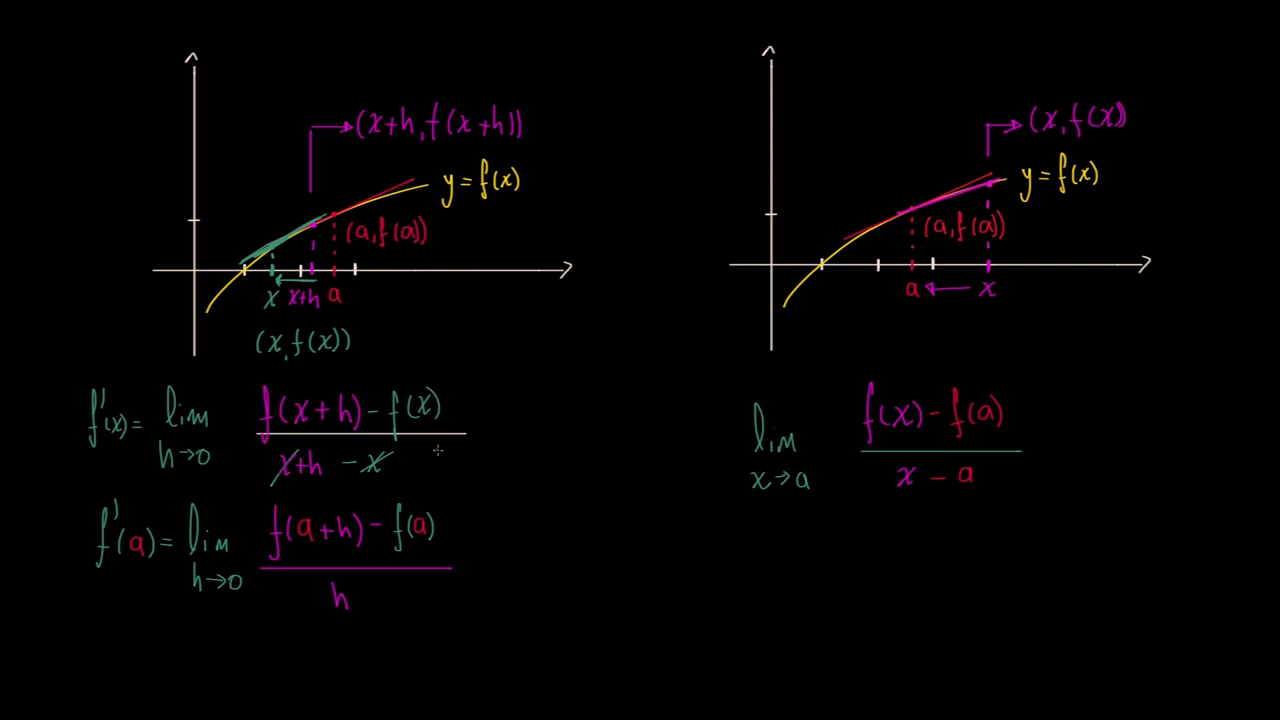 (x+h, f(x+h))
y=f(x)
(a, f(a))
x x+h a
(x, f(x))
f'(x)= lim h→0 f(x+h)-f(x)
x+h -x
f'(a)= lim h→0 f(a+h)-f(a)
h
(x, f(x))
y=f(x)
(a, f(a))
a x
lim x→a f(x)-f(a)
x-a